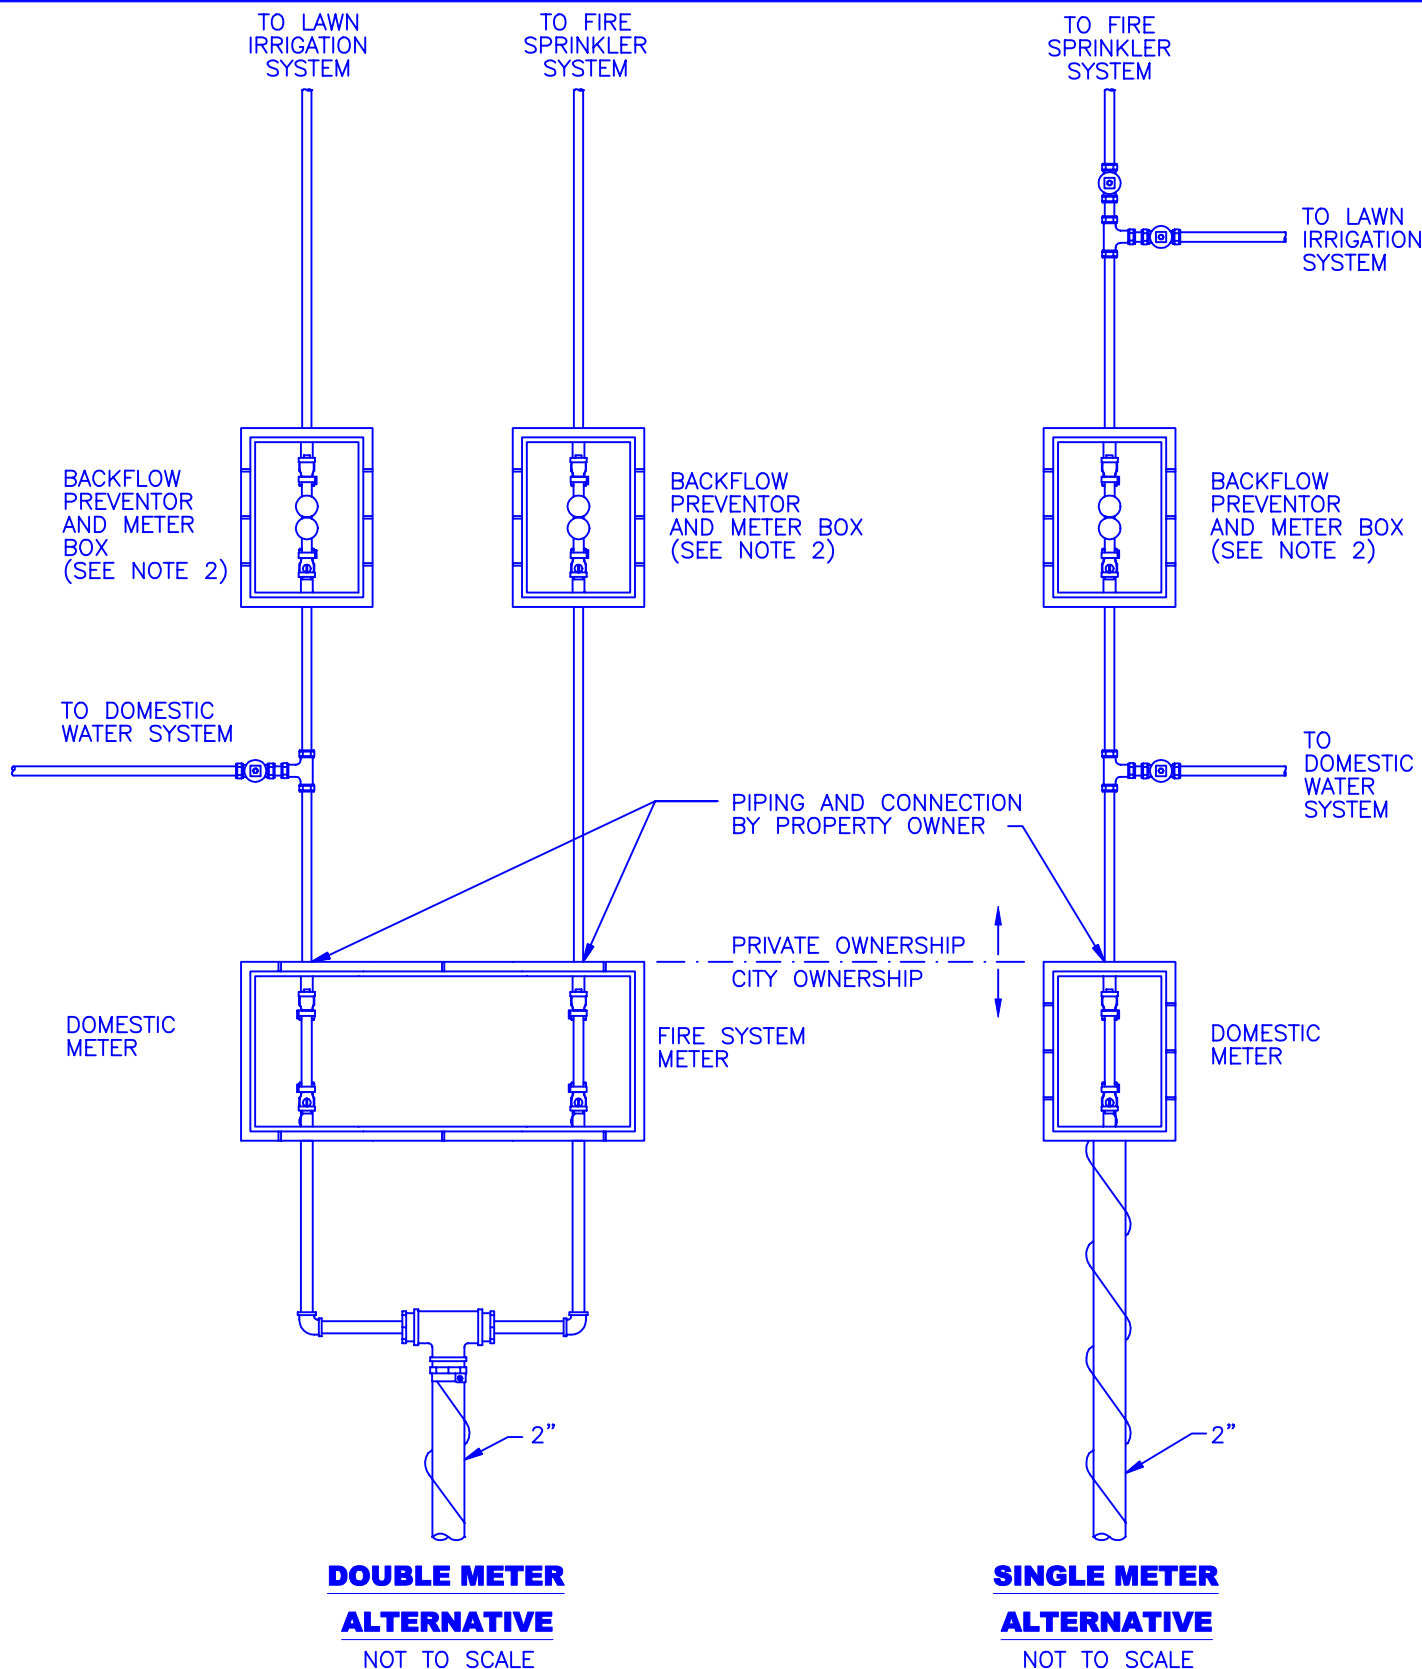 TO LAWN
IRRIGATION
SYSTEM
TO FIRE
SPRINKLER
SYSTEM
TO FIRE
SPRINKLER
SYSTEM
TO LAWN
IRRIGATION
SYSTEM
BACKFLOW
PREVENTOR
AND METER
BOX
(SEE NOTE 2)
BACKFLOW
PREVENTOR
AND METER BOX
(SEE NOTE 2)
BACKFLOW
PREVENTOR
AND METER BOX
(SEE NOTE 2)
TO DOMESTIC
WATER SYSTEM
TO
DOMESTIC
WATER
SYSTEM
PIPING AND CONNECTION
BY PROPERTY OWNER
PRIVATE OWNERSHIP
CITY OWNERSHIP
DOMESTIC
METER
FIRE SYSTEM
METER
DOMESTIC
METER
2”
2”
DOUBLE METER
ALTERNATIVE
NOT TO SCALE
SINGLE METER
ALTERNATIVE
NOT TO SCALE